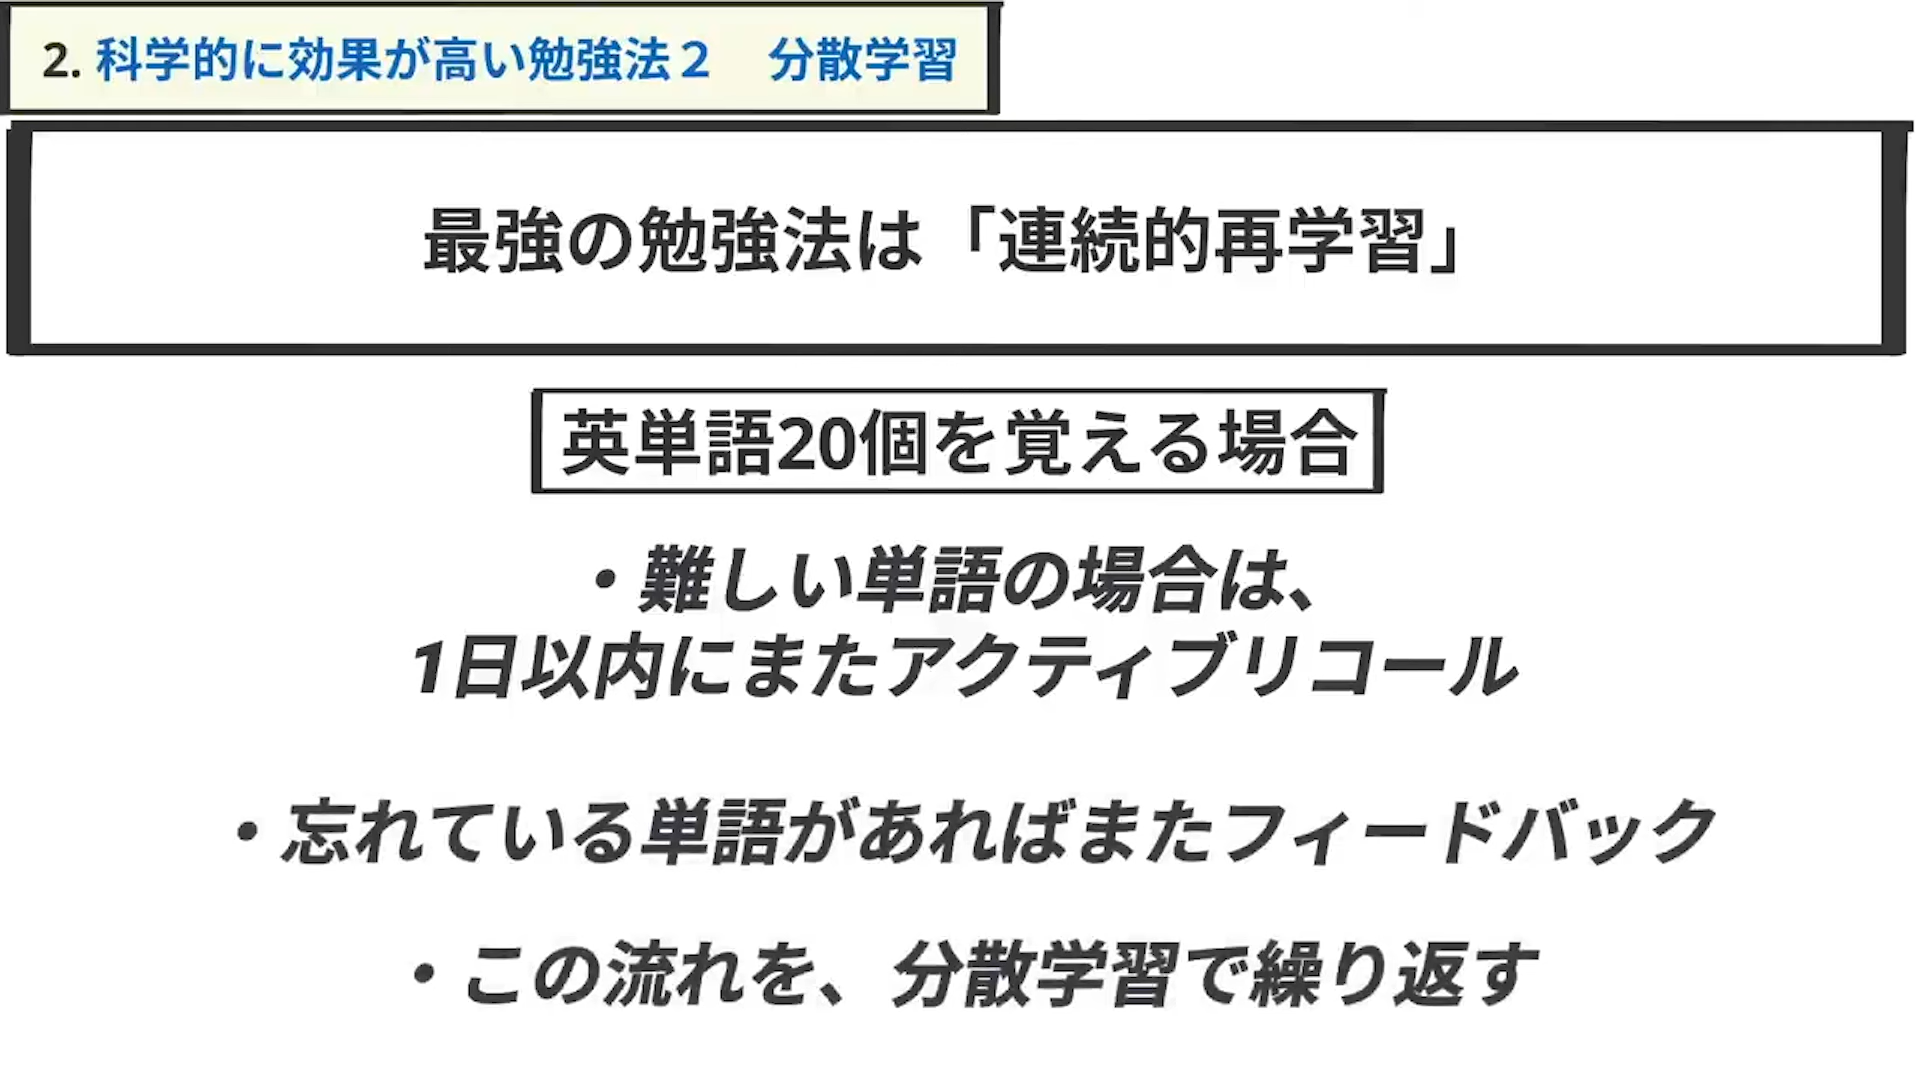 2. 科学的に効果が高い勉強法２　分散学習
最強の勉強法は「連続的再学習」
英単語20個を覚える場合
・難しい単語の場合は、
1日以内にまたアクティブリコール
・忘れている単語があればまたフィードバック
・この流れを、分散学習で繰り返す